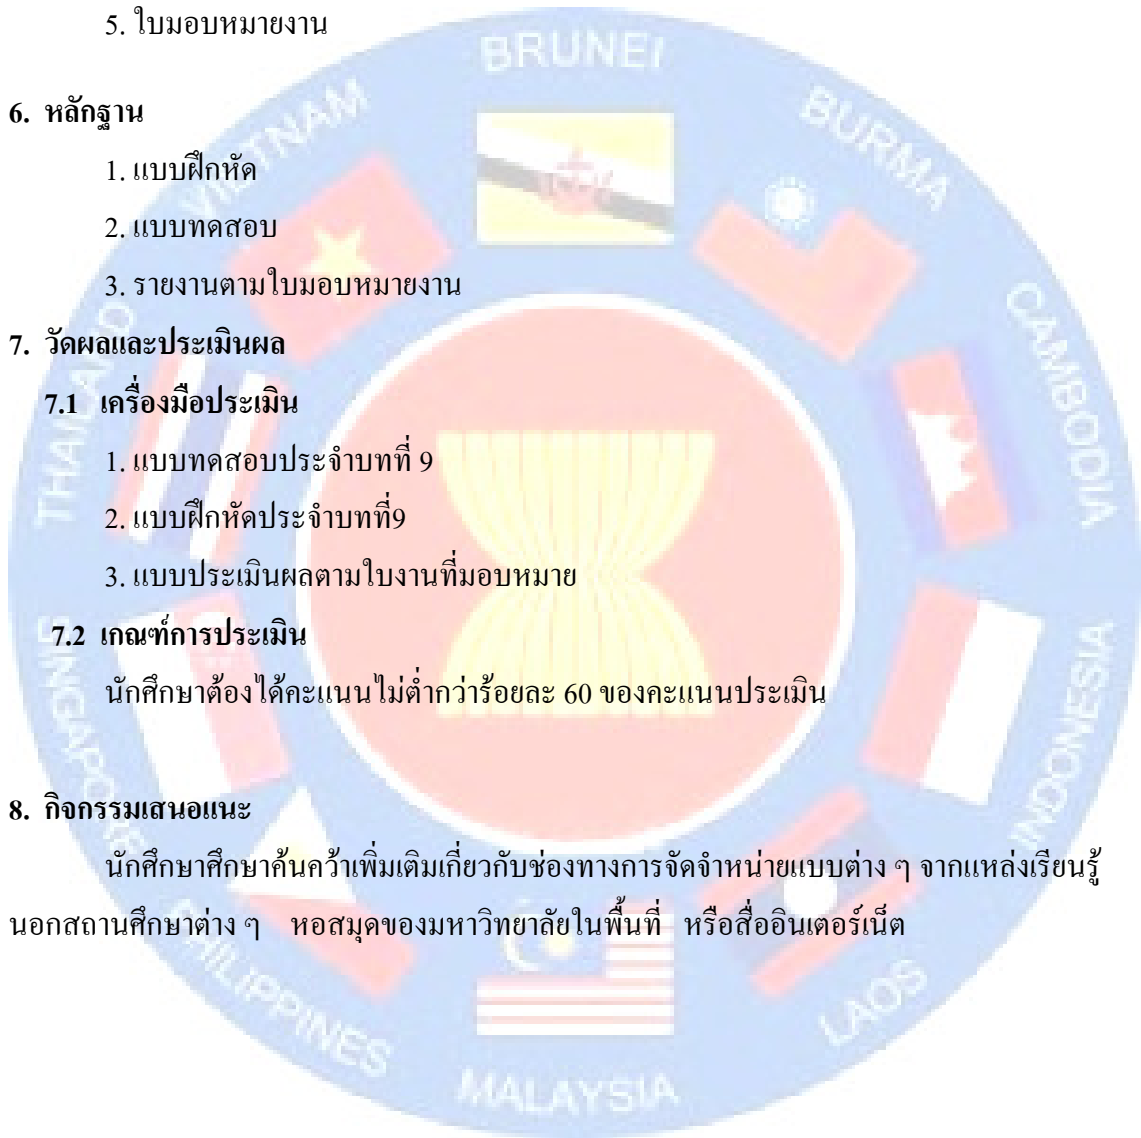 5. ใบมอบหมายงาน
6. หลักฐาน
1. แบบฝึกหัด
2. แบบทดสอบ
3. รายงานตามใบมอบหมายงาน
7. วัดผลและประเมินผล
7.1 เครื่องมือประเมิน
1. แบบทดสอบประจำบทที่ 9
2. แบบฝึกหัดประจำบทที่9
3. แบบประเมินผลตามใบงานที่มอบหมาย
7.2 เกณฑ์การประเมิน
นักศึกษาต้องได้คะแนนไม่ต่ำกว่าร้อยละ 60 ของคะแนนประเมิน
8. กิจกรรมเสนอแนะ
นักศึกษาศึกษาค้นคว้าเพิ่มเติมเกี่ยวกับช่องทางการจัดจำหน่ายแบบต่าง ๆ จากแหล่งเรียนรู้
นอกสถานศึกษาต่าง ๆ หอสมุดของมหาวิทยาลัยในพื้นที่ หรือสื่ออินเตอร์เน็ต
BRUNEI
BURMA
CAMBODIA
INDONESIA
LAOS
MALAYSIA
PHILIPPINES
SINGAPORE
THAILAND
VIETNAM